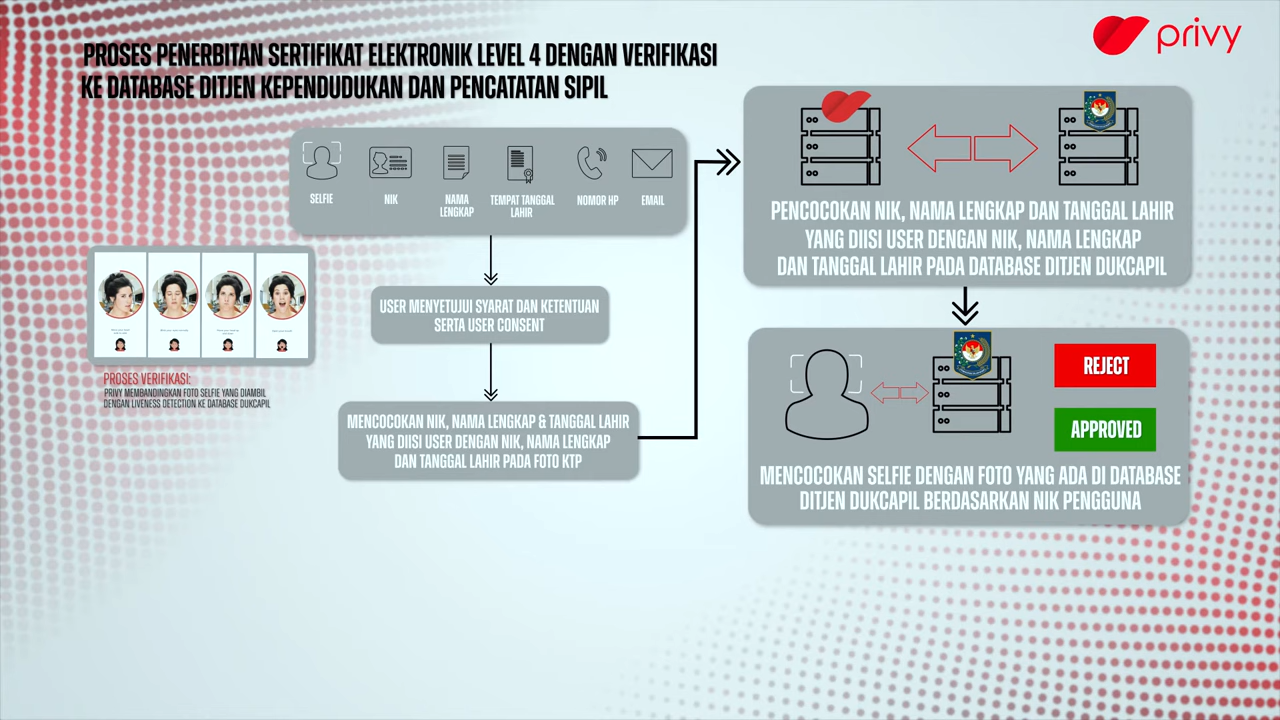 privy
PROSES PENERBITAN SERTIFIKAT ELEKTRONIK LEVEL 4 DENGAN VERIFIKASI
KE DATABASE DITJEN KEPENDUDUKAN DAN PENCATATAN SIPIL
SELFIE
NIK
NAMA
LENGKAP
TEMPAT TANGGAL
LAHIR
NOMOR HP
EMAIL
PROSES VERIFIKASI:
PRIVY MEMBANDINGKAN FOTO SELFIE YANG DIAMBIL
DENGAN LIVENESS DETECTION KE DATABASE DUKCAPIL
USER MENYETUJUI SYARAT DAN KETENTUAN
SERTA USER CONSENT
MENCOCOKAN NIK, NAMA LENGKAP & TANGGAL LAHIR
YANG DIISI USER DENGAN NIK, NAMA LENGKAP
DAN TANGGAL LAHIR PADA FOTO KTP
PENCOCOKAN NIK, NAMA LENGKAP DAN TANGGAL LAHIR
YANG DIISI USER DENGAN NIK, NAMA LENGKAP
DAN TANGGAL LAHIR PADA DATABASE DITJEN DUKCAPIL
REJECT
APPROVED
MENCOCOKAN SELFIE DENGAN FOTO YANG ADA DI DATABASE
DITJEN DUKCAPIL BERDASARKAN NIK PENGGUNA